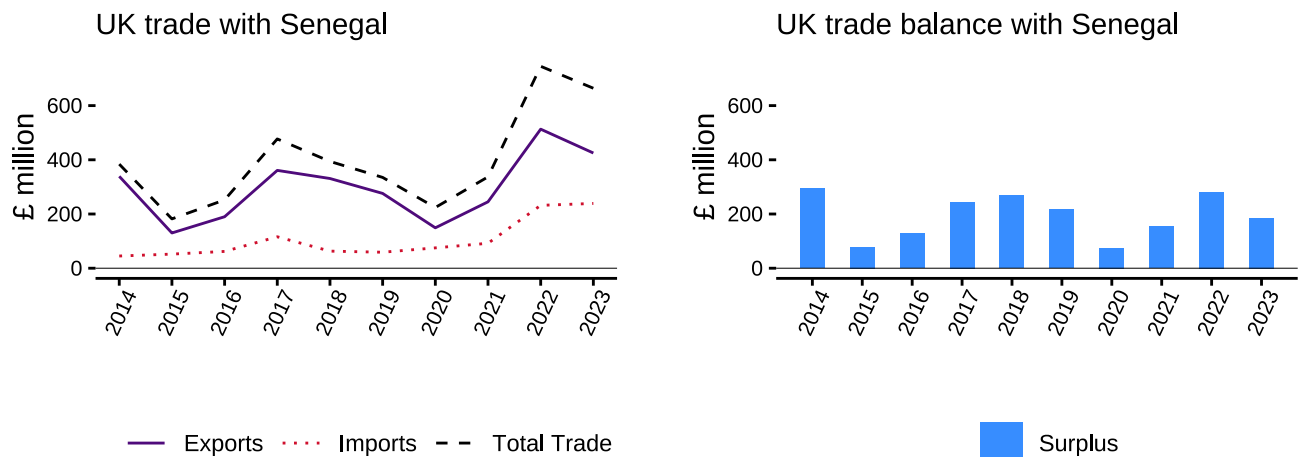 UK trade with Senegal
£ million
600
400
200
0
2014 2015 2016 2017 2018 2019 2020 2021 2022 2023
Exports Imports Total Trade
UK trade balance with Senegal
£ million
600
400
200
0
2014 2015 2016 2017 2018 2019 2020 2021 2022 2023
Surplus